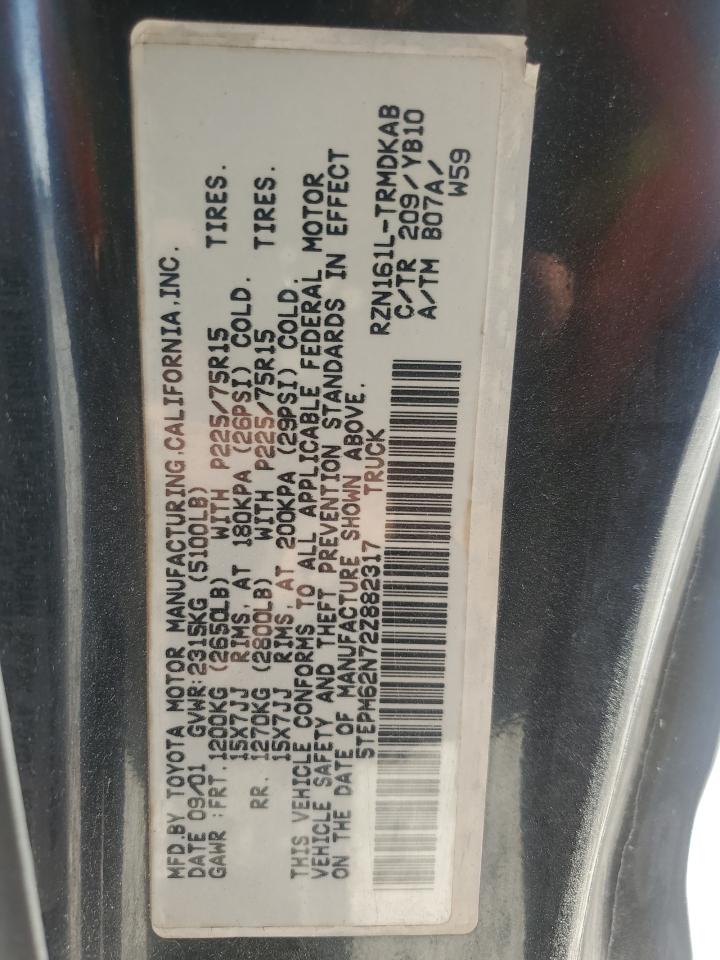 MFD.BY TOYOTA MOTOR MANUFACTURING,CALIFORNIA,INC.
DATE 09/01 GVWR:2315KG (5100LB)
GAWR :FRT.1200KG (2650LB) WITH P225/75R15 TIRES.
15X7JJ RIMS, AT 180KPA (26PSI) COLD.
RR. 1270KG (2800LB) WITH P225/75R15 TIRES.
15X7JJ RIMS, AT 200KPA (29PSI) COLD.
THIS VEHICLE CONFORMS TO ALL APPLICABLE FEDERAL MOTOR
VEHICLE SAFETY AND THEFT PREVENTION STANDARDS IN EFFECT
ON THE DATE OF MANUFACTURE SHOWN ABOVE.
5TEPM62N72Z882317 TRUCK
RZN161L-TRMDKAB
C/TR 209/YB10
A/TM B07A/
W59